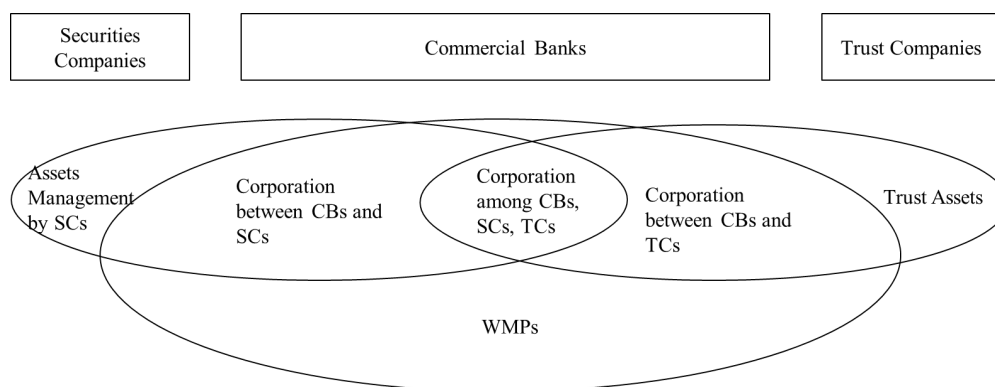 Securities
Companies
Commercial Banks
Trust Companies
Assets
Management
by SCs
Corporation
between CBs and
SCs
Corporation
among CBs,
SCs, TCs
Corporation
between CBs and
TCs
Trust Assets
WMPs